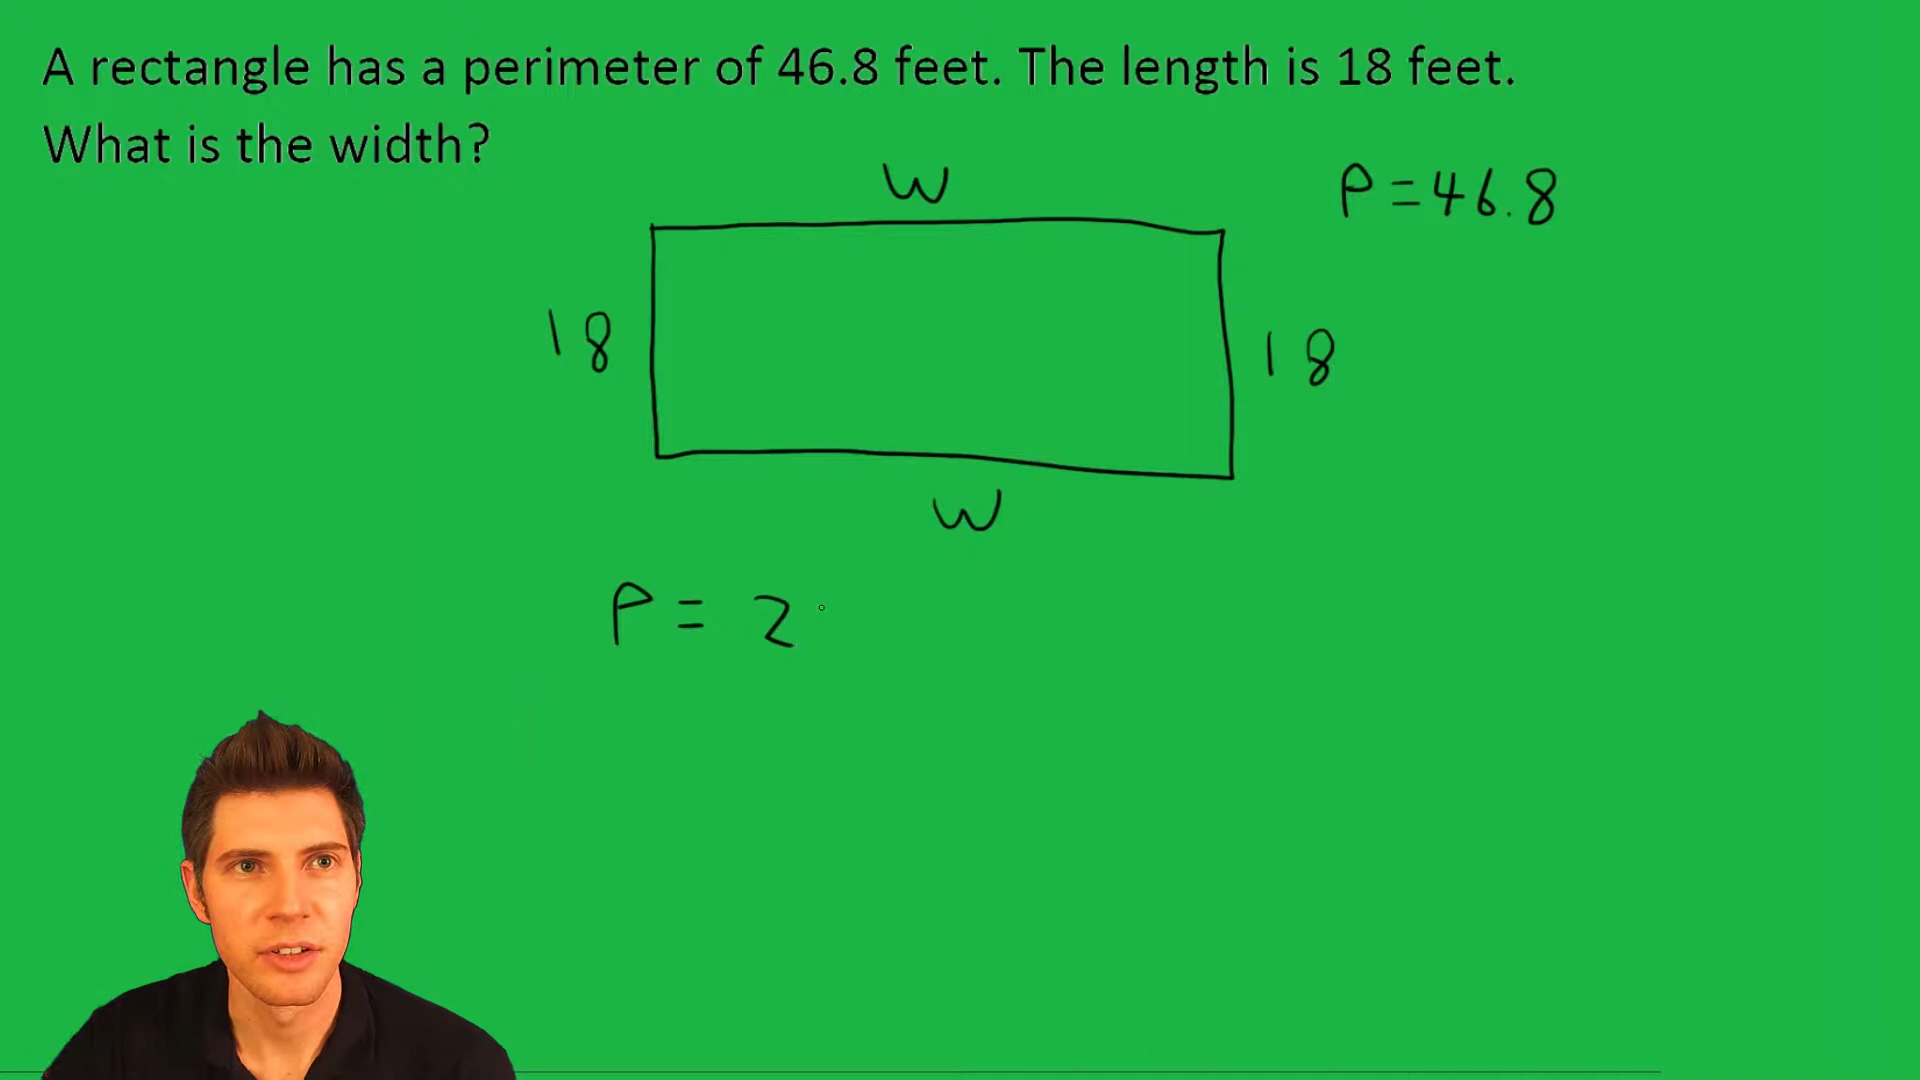 A rectangle has a perimeter of 46.8 feet. The length is 18 feet.
What is the width?
W
P = 46.8
18
18
W
P = 2